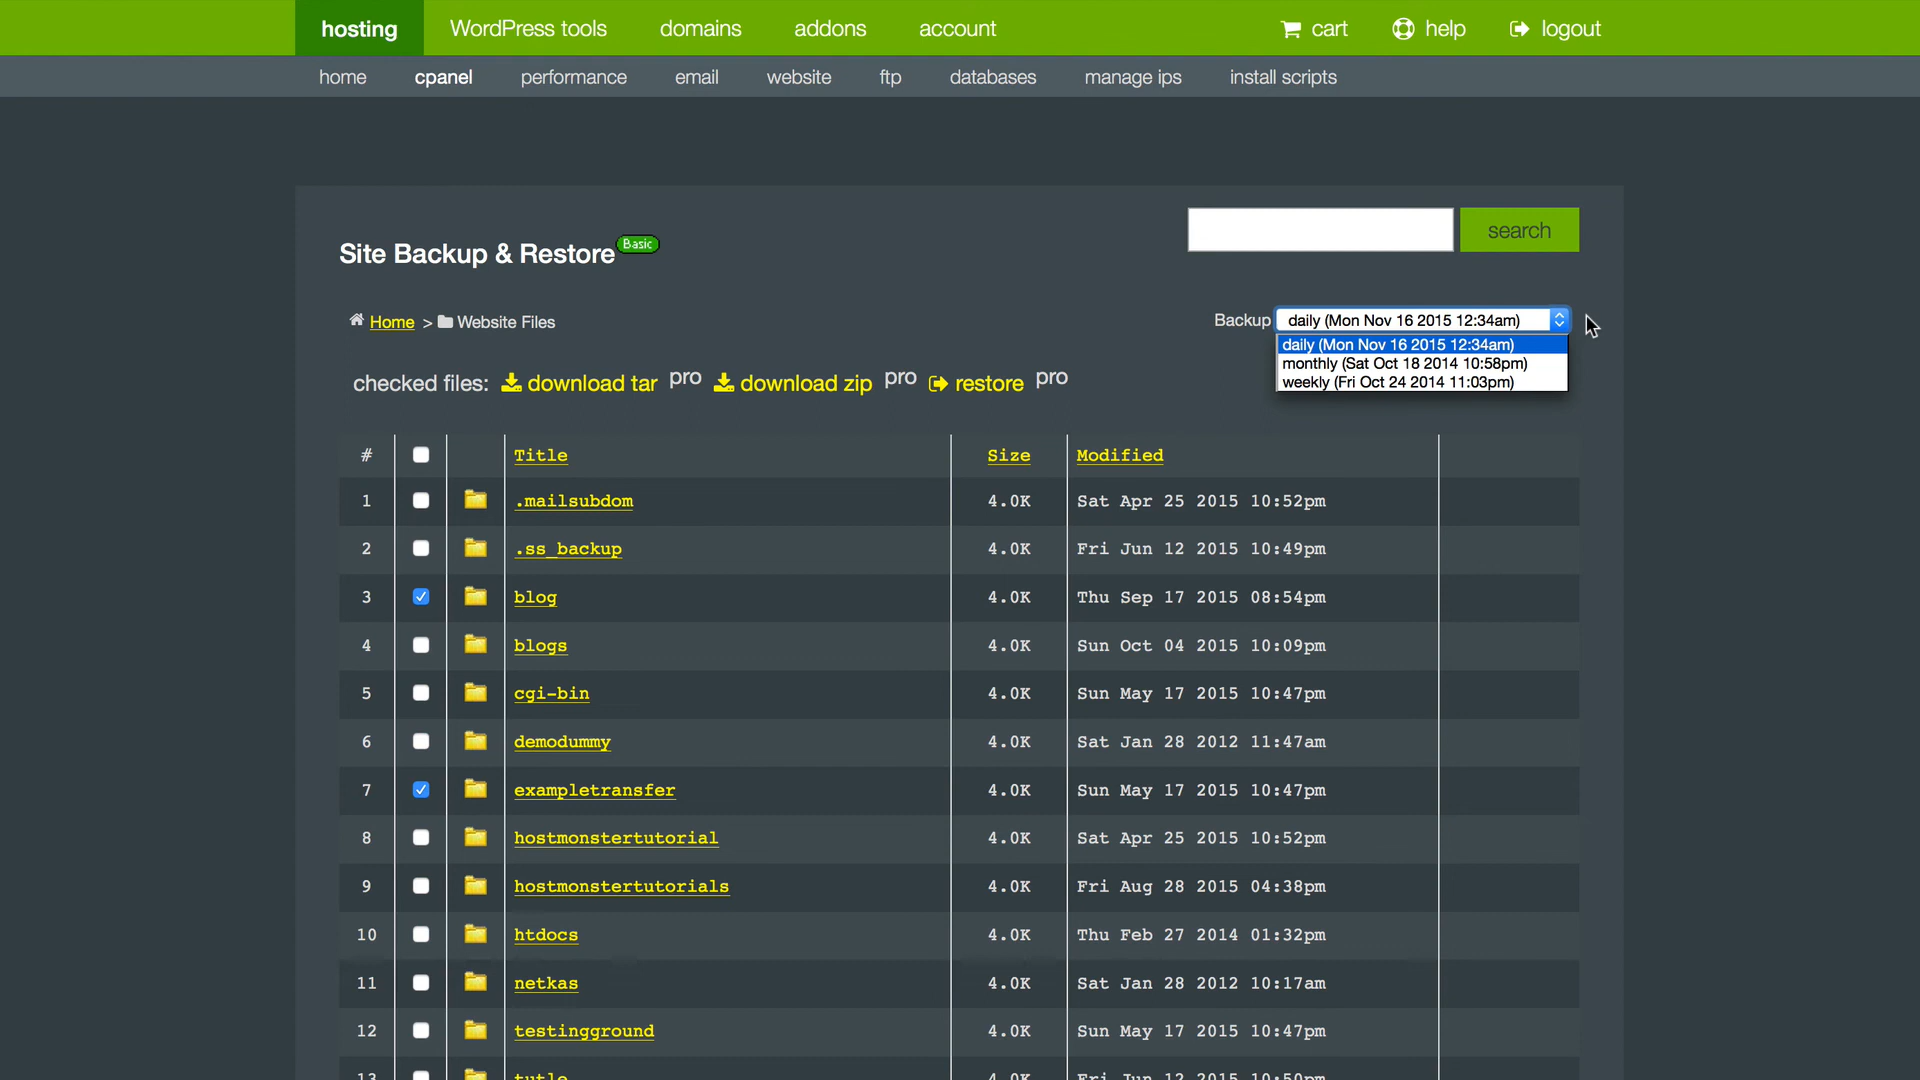 hosting WordPress tools domains addons account cart help logout
home cpanel performance email website ftp databases manage ips install scripts
search
Site Backup & Restore Basic
Home > Website Files
Backup daily (Mon Nov 16 2015 12:34am)
daily (Mon Nov 16 2015 12:34am)
monthly (Sat Oct 18 2014 10:58pm)
weekly (Fri Oct 24 2014 11:03pm)
checked files: download tar pro download zip pro restore pro
# Title Size Modified
1 .mailsubdom 4.0K Sat Apr 25 2015 10:52pm
2 .ss_backup 4.0K Fri Jun 12 2015 10:49pm
3 blog 4.0K Thu Sep 17 2015 08:54pm
4 blogs 4.0K Sun Oct 04 2015 10:09pm
5 cgi-bin 4.0K Sun May 17 2015 10:47pm
6 demodummy 4.0K Sat Jan 28 2012 11:47am
7 exampletransfer 4.0K Sun May 17 2015 10:47pm
8 hostmonstertutorial 4.0K Sat Apr 25 2015 10:52pm
9 hostmonstertutorials 4.0K Fri Aug 28 2015 04:38pm
10 htdocs 4.0K Thu Feb 27 2014 01:32pm
11 netkas 4.0K Sat Jan 28 2012 10:17am
12 testingground 4.0K Sun May 17 2015 10:47pm
13 4.0K Fri Jun 12 2015 10:50pm